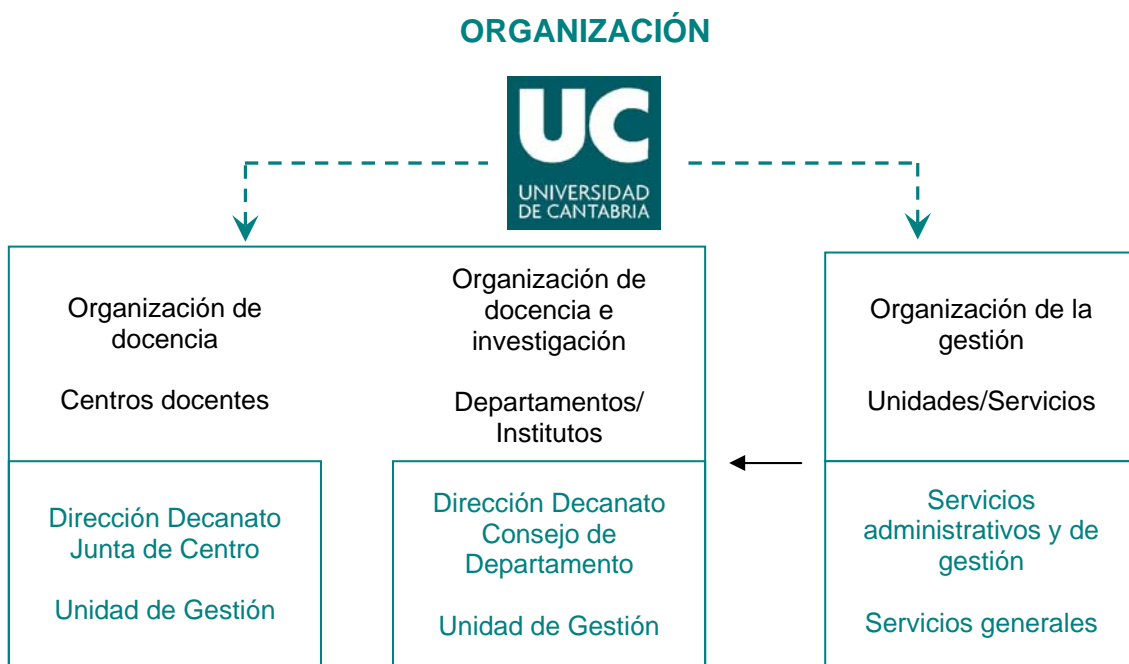 ORGANIZACIÓN
UC
UNIVERSIDAD
DE CANTABRIA
Organización de
docencia
Centros docentes
Organización de
docencia e
investigación
Departamentos/
Institutos
Organización de la
gestión
Unidades/Servicios
Dirección Decanato
Junta de Centro
Unidad de Gestión
Dirección Decanato
Consejo de
Departamento
Unidad de Gestión
Servicios
administrativos y de
gestión
Servicios generales